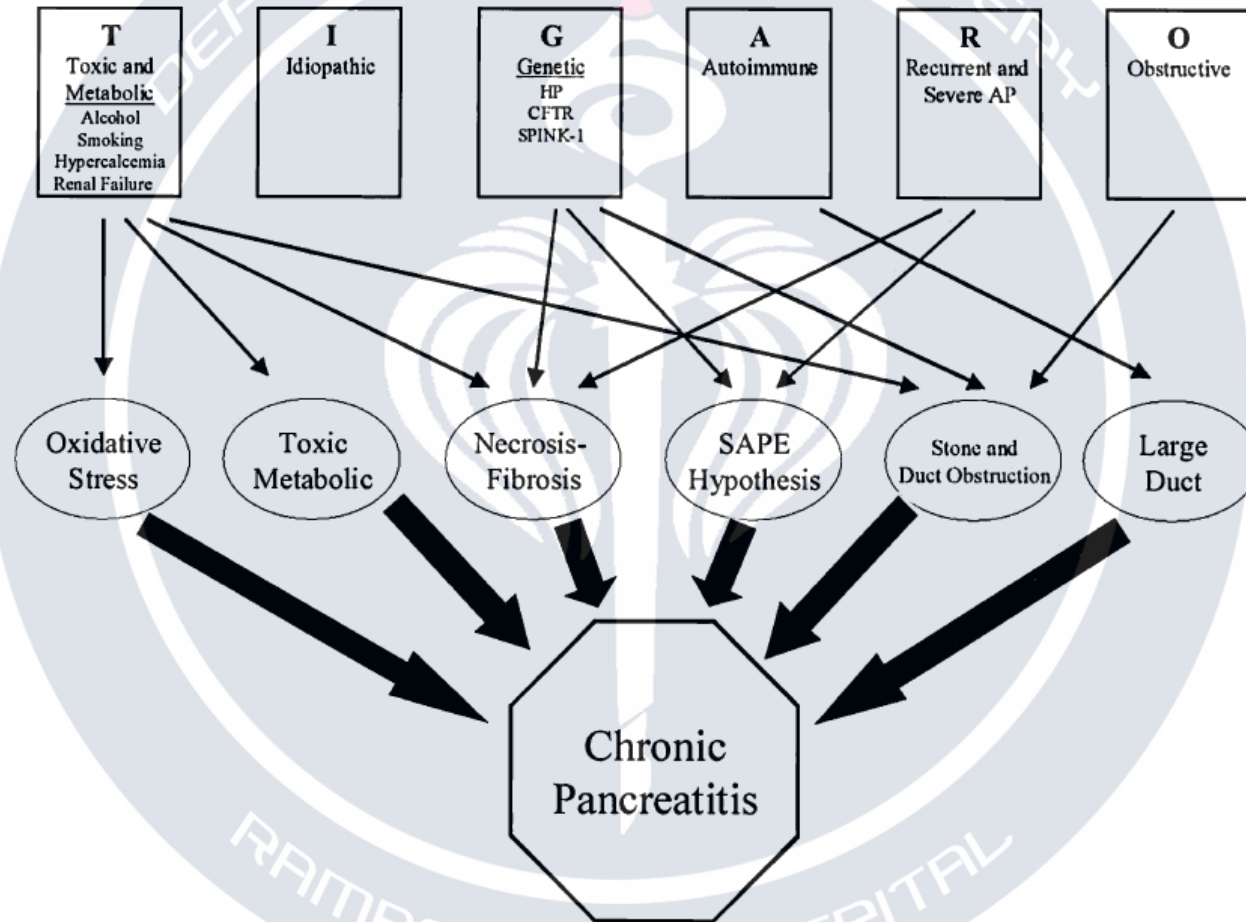 T
Toxic and
Metabolic
Alcohol
Smoking
Hypercalcemia
Renal Failure
I
Idiopathic
G
Genetic
HP
CFTR
SPINK-1
A
Autoimmune
R
Recurrent and
Severe AP
O
Obstructive
Oxidative
Stress
Toxic
Metabolic
Necrosis-
Fibrosis
SAPE
Hypothesis
Stone and
Duct Obstruction
Large
Duct
Chronic
Pancreatitis